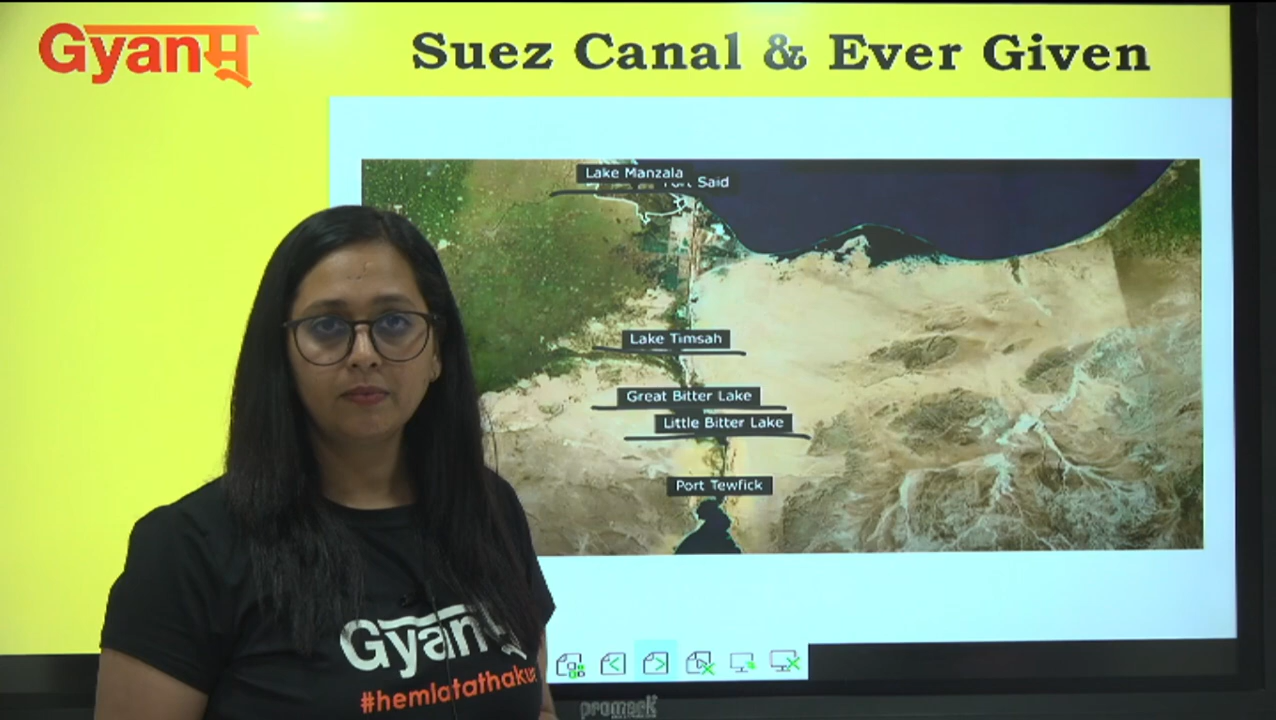 Gyanम्
Suez Canal & Ever Given
Lake Manzala
Said
Lake Timsah
Great Bitter Lake
Little Bitter Lake
Port Tewfick
Gyan
#hemlatathakur
promark